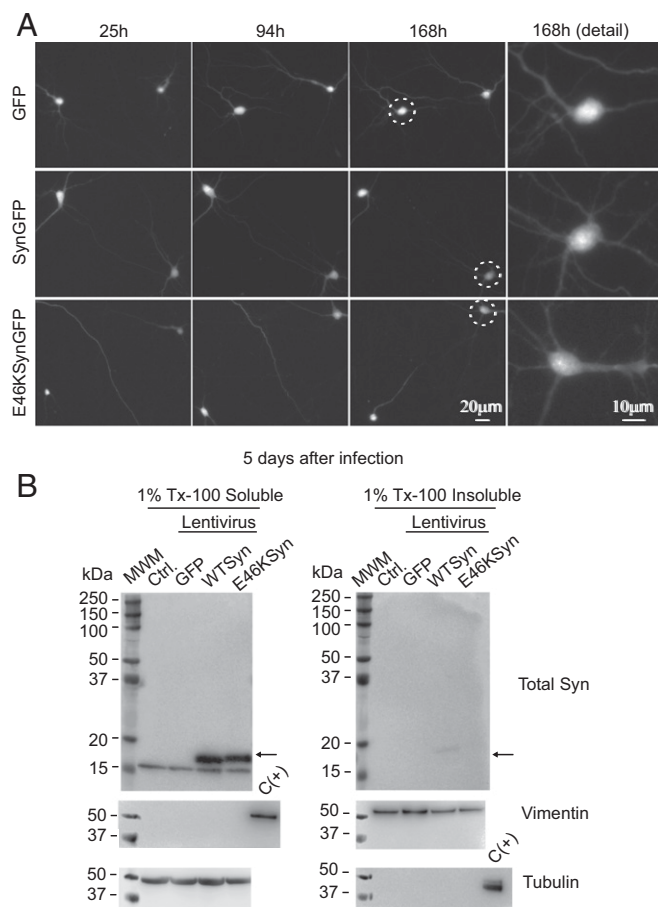 A
25h 94h 168h 168h (detail)
GFP
SynGFP
E46KSynGFP
20µm 10µm
5 days after infection
B
1% Tx-100 Soluble 1% Tx-100 Insoluble
Lentivirus Lentivirus
kDa MWM Ctrl. GFP WTSyn E46KSyn kDa MWM Ctrl. GFP WTSyn E46KSyn
250 250
150 150
100 100
50 50
37 37
Total Syn
20 20
15 15
C(+)
50 50 Vimentin
37 37
C(+)
50 50 Tubulin
37 37